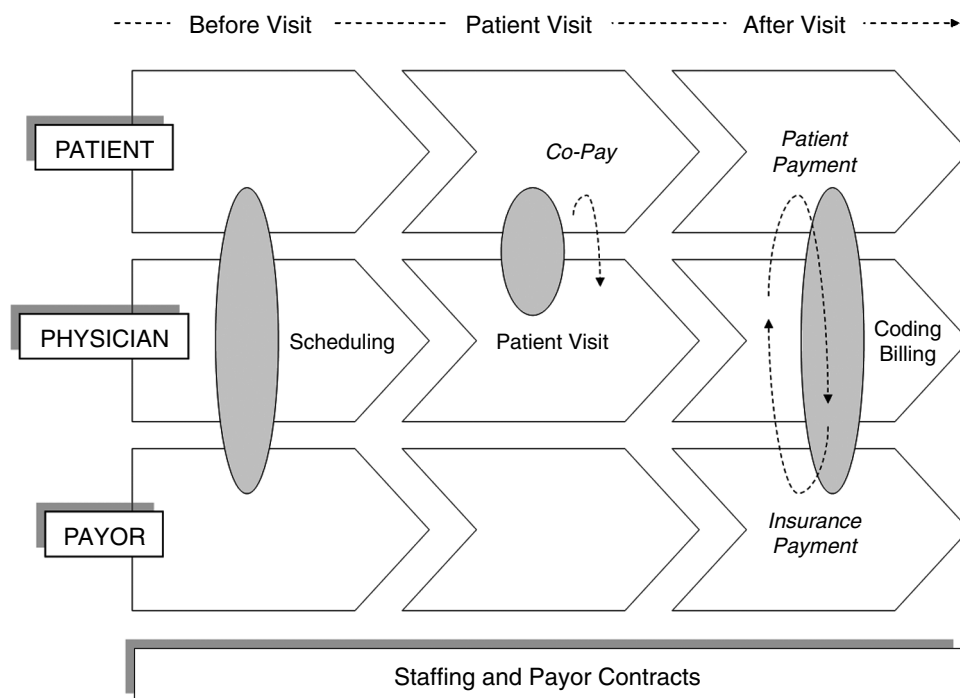 Before Visit
Patient Visit
After Visit
PATIENT
Co-Pay
Patient
Payment
PHYSICIAN
Scheduling
Patient Visit
Coding
Billing
PAYOR
Insurance
Payment
Staffing and Payor Contracts